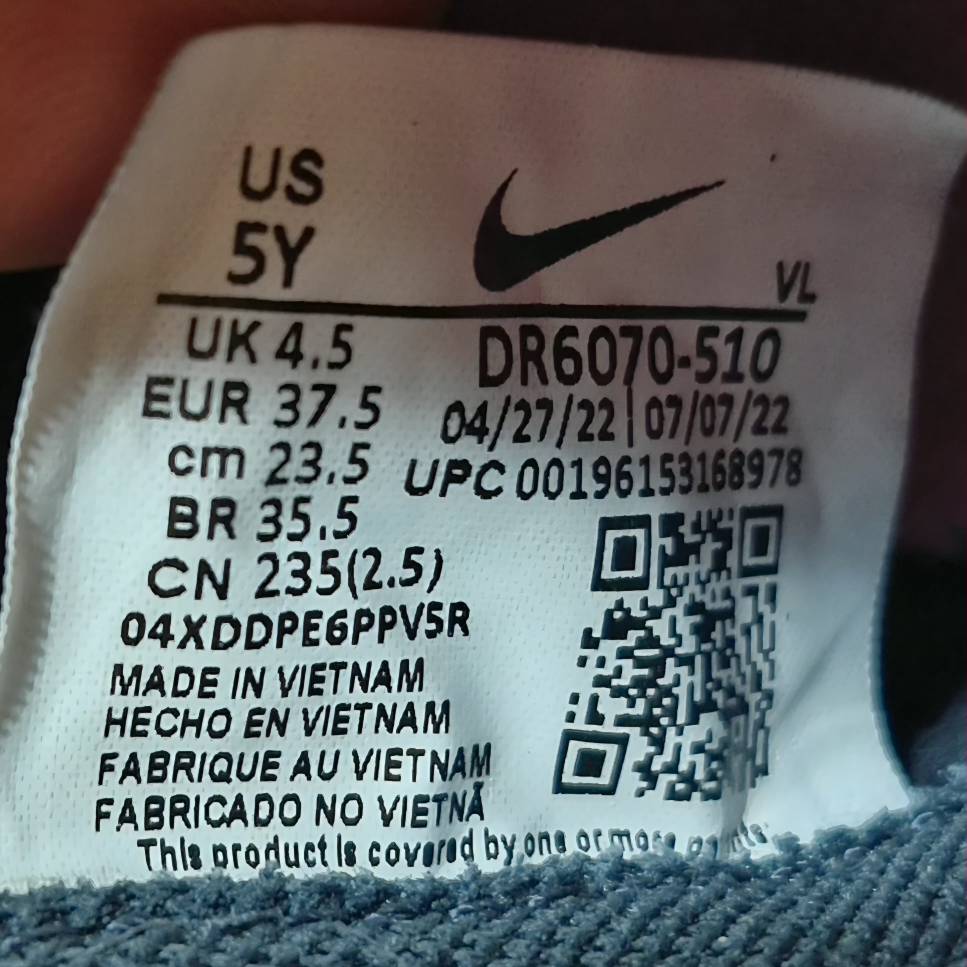 US
5Y
VL
UK 4.5
DR6070-510
EUR 37.5
04/27/22 | 07/07/22
cm 23.5
UPC 00196153168978
BR 35.5
CN 235(2.5)
04XDDPE6PPV5R
MADE IN VIETNAM
HECHO EN VIETNAM
FABRIQUE AU VIETNAM
FABRICADO NO VIETNÃ
This product is covered by one or more